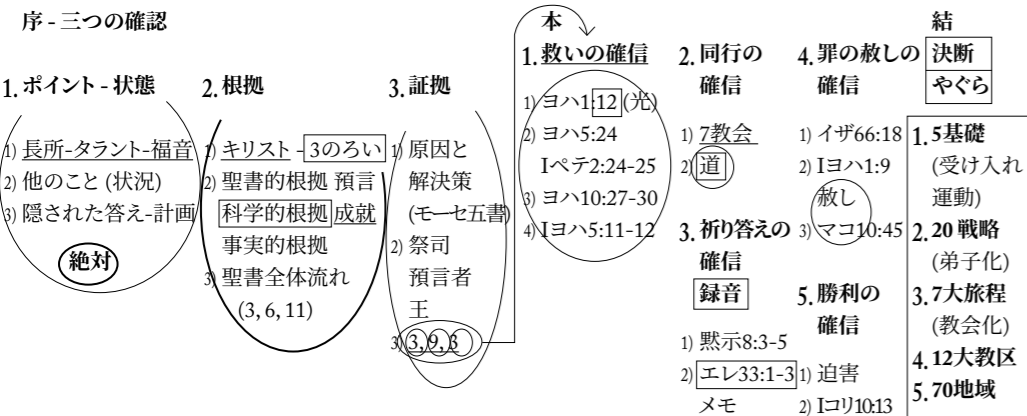 序 - 三つの確認
1. ポイント - 状態
1) 長所-タラント-福音
2) 他のこと (状況)
3) 隠された答え-計画
絶対
2. 根拠
1) キリスト - 3のろい
2) 聖書的根拠 預言
科学的根拠 成就
事実的根拠
3) 聖書全体流れ
(3, 6, 11)
3. 証拠
1) 原因と
解決策
(モーセ五書)
2) 祭司
預言者
王
3) 3, 9, 3
本
1. 救いの確信
1) ヨハ1:12 (光)
2) ヨハ5:24
Iペテ2:24-25
3) ヨハ10:27-30
4) Iヨハ5:11-12
2. 同行の
確信
1) 7教会
2) 道
3. 祈り答えの
確信
録音
1) 黙示8:3-5
2) エレ33:1-3
メモ
4. 罪の赦しの
確信
1) イザ66:18
2) Iヨハ1:9
赦し
3) マコ10:45
5. 勝利の
確信
1) 迫害
2) Iコリ10:13
結
決断
やぐら
1. 5基礎
(受け入れ
運動)
2. 20 戦略
(弟子化)
3. 7大旅程
(教会化)
4. 12大教区
5. 70地域